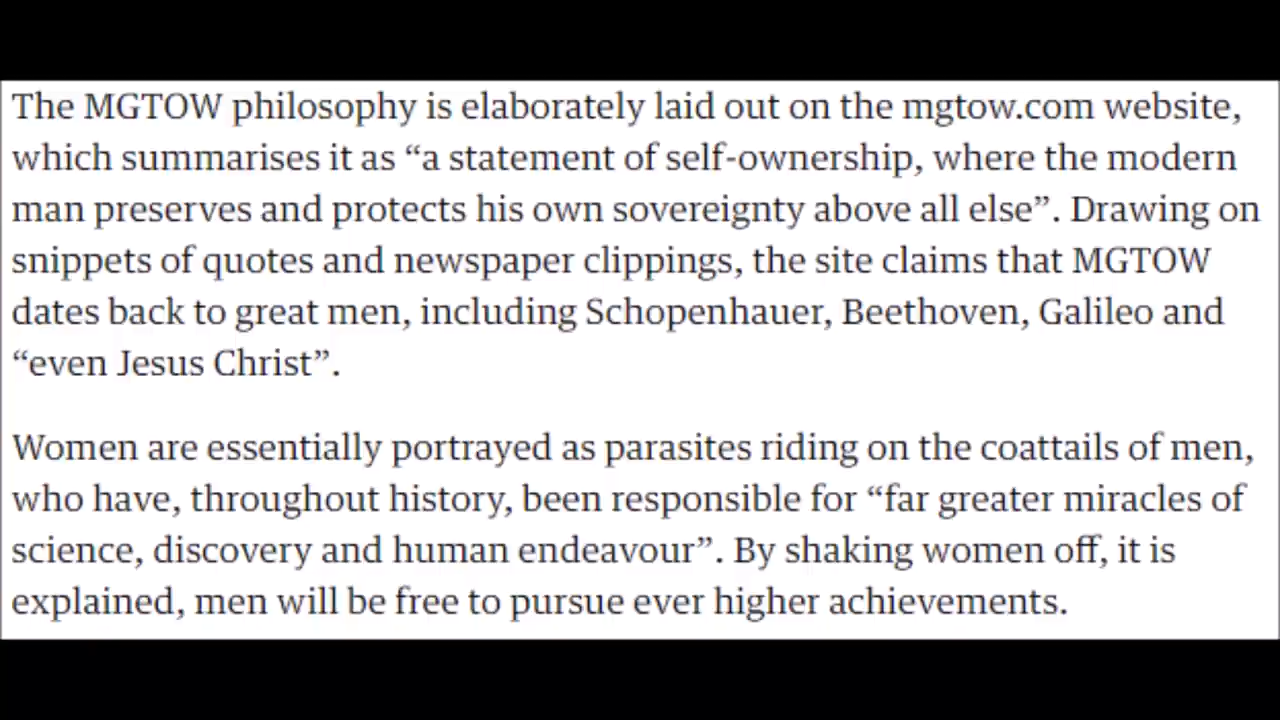 The MGTOW philosophy is elaborately laid out on the mgtow.com website,
which summarises it as “a statement of self-ownership, where the modern
man preserves and protects his own sovereignty above all else”. Drawing on
snippets of quotes and newspaper clippings, the site claims that MGTOW
dates back to great men, including Schopenhauer, Beethoven, Galileo and
“even Jesus Christ”.
Women are essentially portrayed as parasites riding on the coattails of men,
who have, throughout history, been responsible for “far greater miracles of
science, discovery and human endeavour”. By shaking women off, it is
explained, men will be free to pursue ever higher achievements.